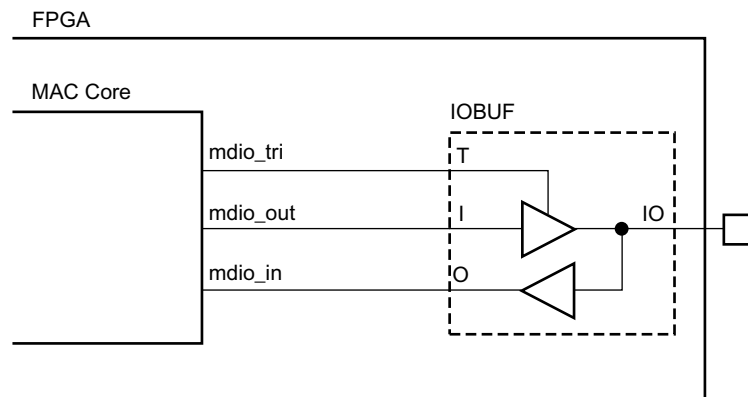 FPGA
MAC Core
IOBUF
mdio_tri
T
mdio_out
I
IO
mdio_in
O